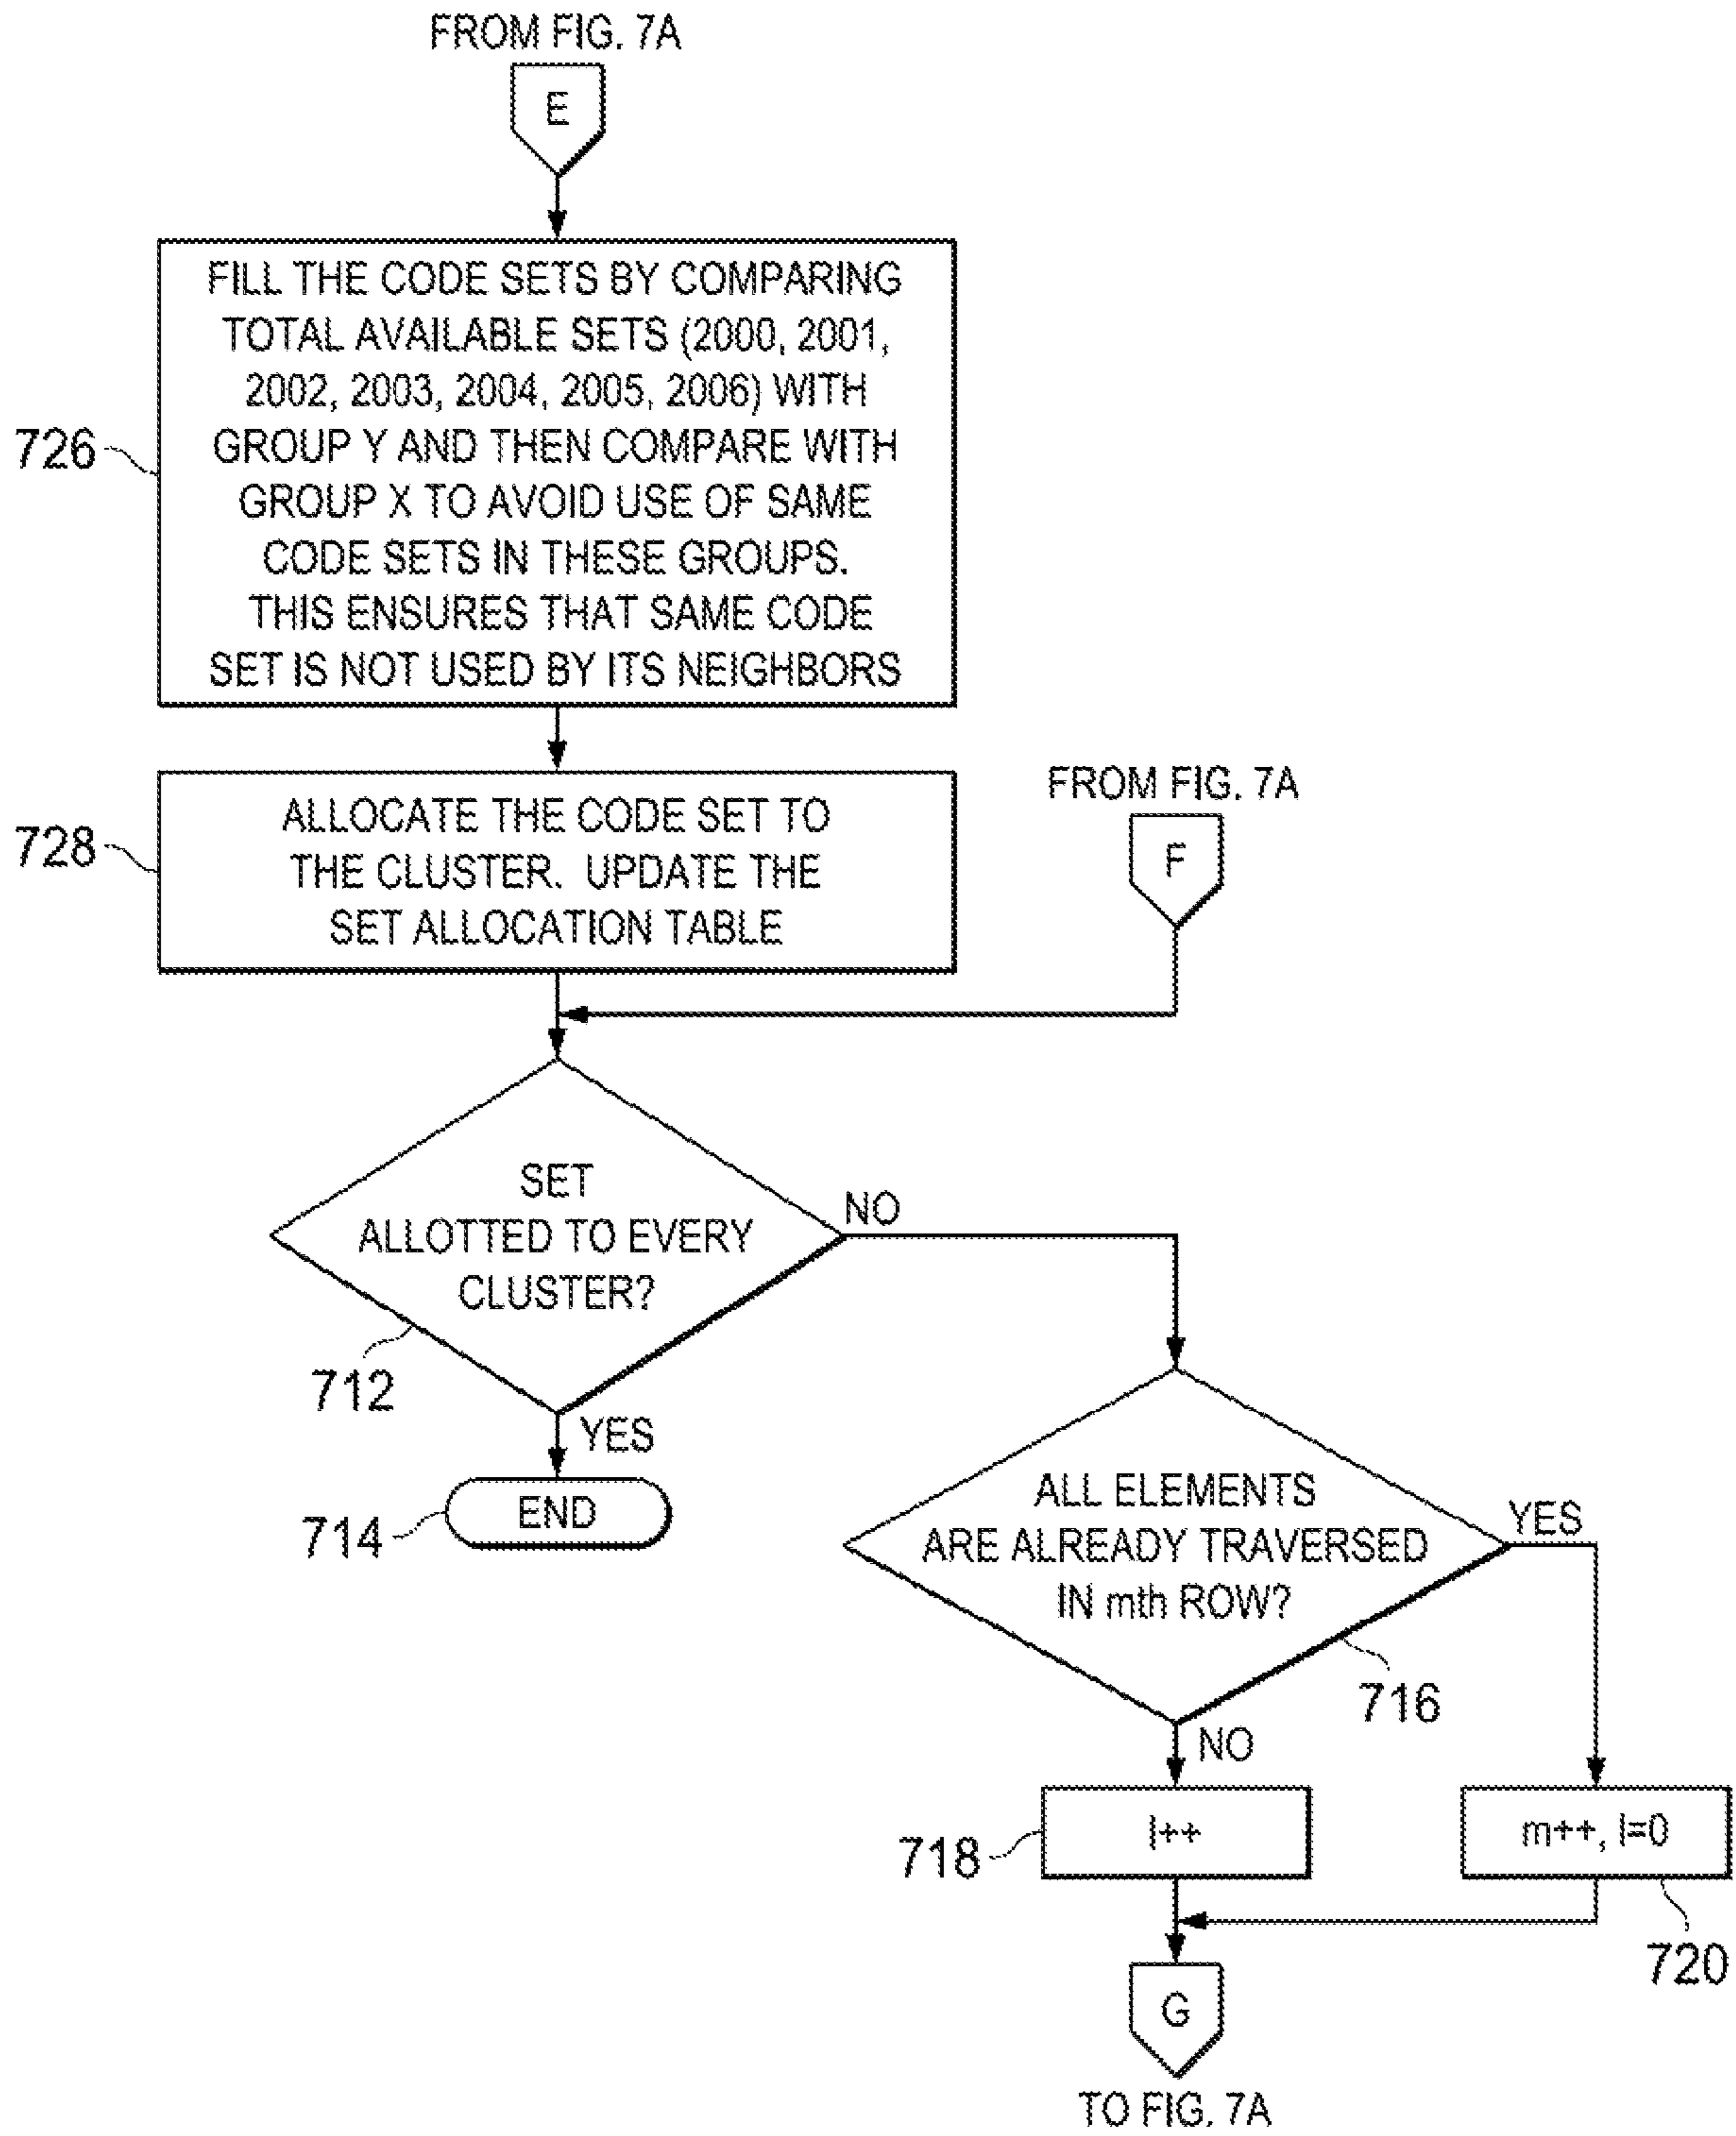 FROM FIG. 7A
E
FILL THE CODE SETS BY COMPARING
TOTAL AVAILABLE SETS (2000, 2001,
2002, 2003, 2004, 2005, 2006) WITH
GROUP Y AND THEN COMPARE WITH
GROUP X TO AVOID USE OF SAME
CODE SETS IN THESE GROUPS.
THIS ENSURES THAT SAME CODE
SET IS NOT USED BY ITS NEIGHBORS
726
ALLOCATE THE CODE SET TO
THE CLUSTER. UPDATE THE
SET ALLOCATION TABLE
728
FROM FIG. 7A
F
SET
ALLOTTED TO EVERY
CLUSTER?
NO
712
YES
END
714
ALL ELEMENTS
ARE ALREADY TRAVERSED
IN mth ROW?
YES
716
NO
l++
718
m++, l=0
720
G
TO FIG. 7A